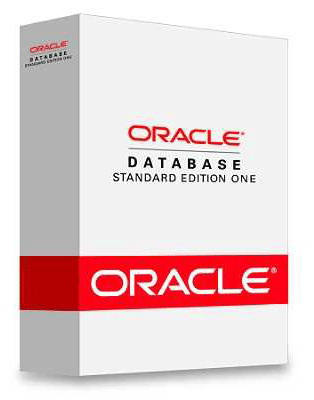 ORACLE
DATABASE
STANDARD EDITION ONE
ORACLE®
DATABASE
STANDARD EDITION ONE
ORACLE®